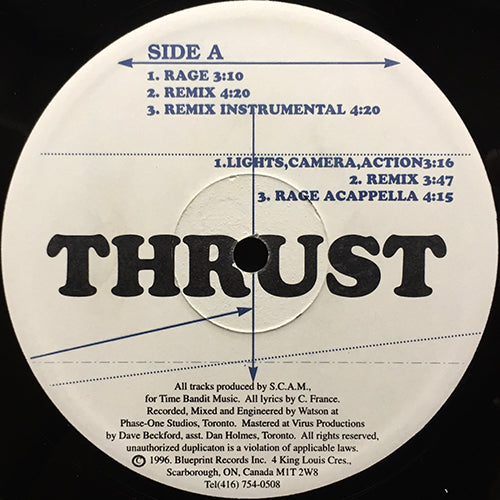 SIDE A
1. RAGE 3:10
2. REMIX 4:20
3. REMIX INSTRUMENTAL 4:20
1.LIGHTS,CAMERA,ACTION3:16
2. REMIX 3:47
3. RAGE ACAPPELLA 4:15
THRUST
All tracks produced by S.C.A.M.,
for Time Bandit Music. All lyrics by C. France.
Recorded, Mixed and Engineered by Watson at
Phase-One Studios, Toronto. Mastered at Virus Productions
by Dave Beckford, asst. Dan Holmes, Toronto. All rights reserved,
unauthorized duplicaton is a violation of applicable laws.
© 1996. Blueprint Records Inc. 4 King Louis Cres.,
Scarborough, ON, Canada M1T 2W8
Tel(416) 754-0508